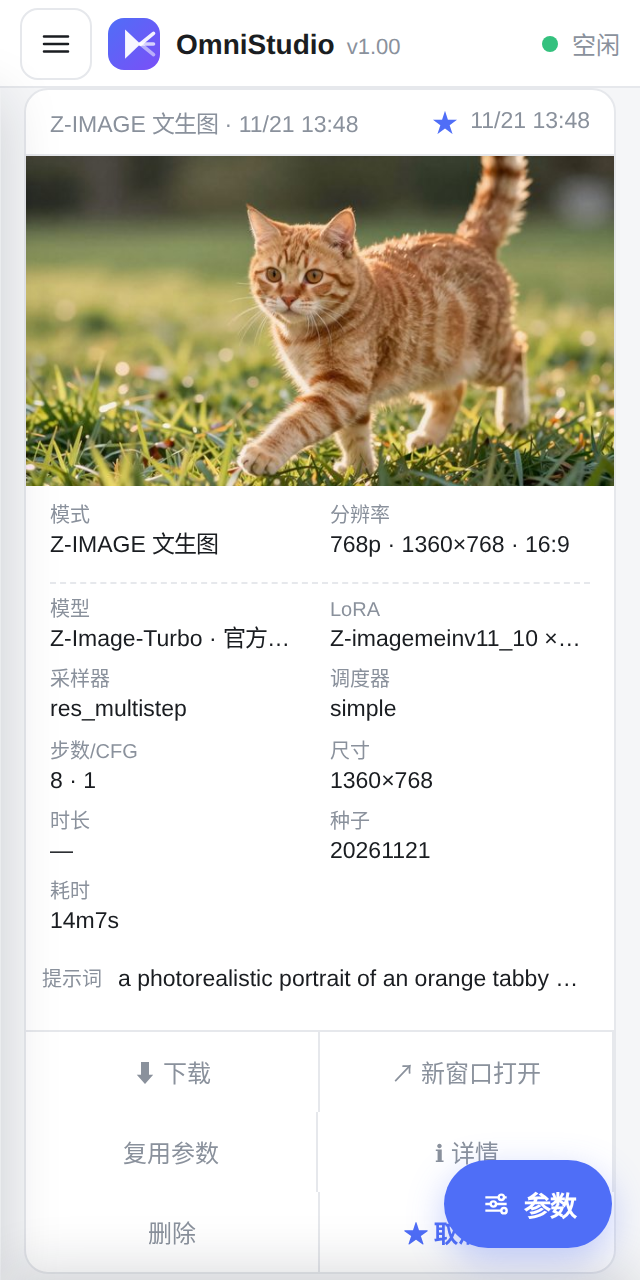 OmniStudio v1.00 空闲
Z-IMAGE 文生图 · 11/21 13:48 ★ 11/21 13:48
模式 分辨率
Z-IMAGE 文生图 768p · 1360×768 · 16:9
模型 LoRA
Z-Image-Turbo · 官方… Z-imagemeinv11_10 ×…
采样器 调度器
res_multistep simple
步数/CFG 尺寸
8 · 1 1360×768
时长 种子
— 20261121
耗时
14m7s
提示词 a photorealistic portrait of an orange tabby …
⬇ 下载 ↗ 新窗口打开
复用参数 ℹ 详情
参数
删除 ★ 取